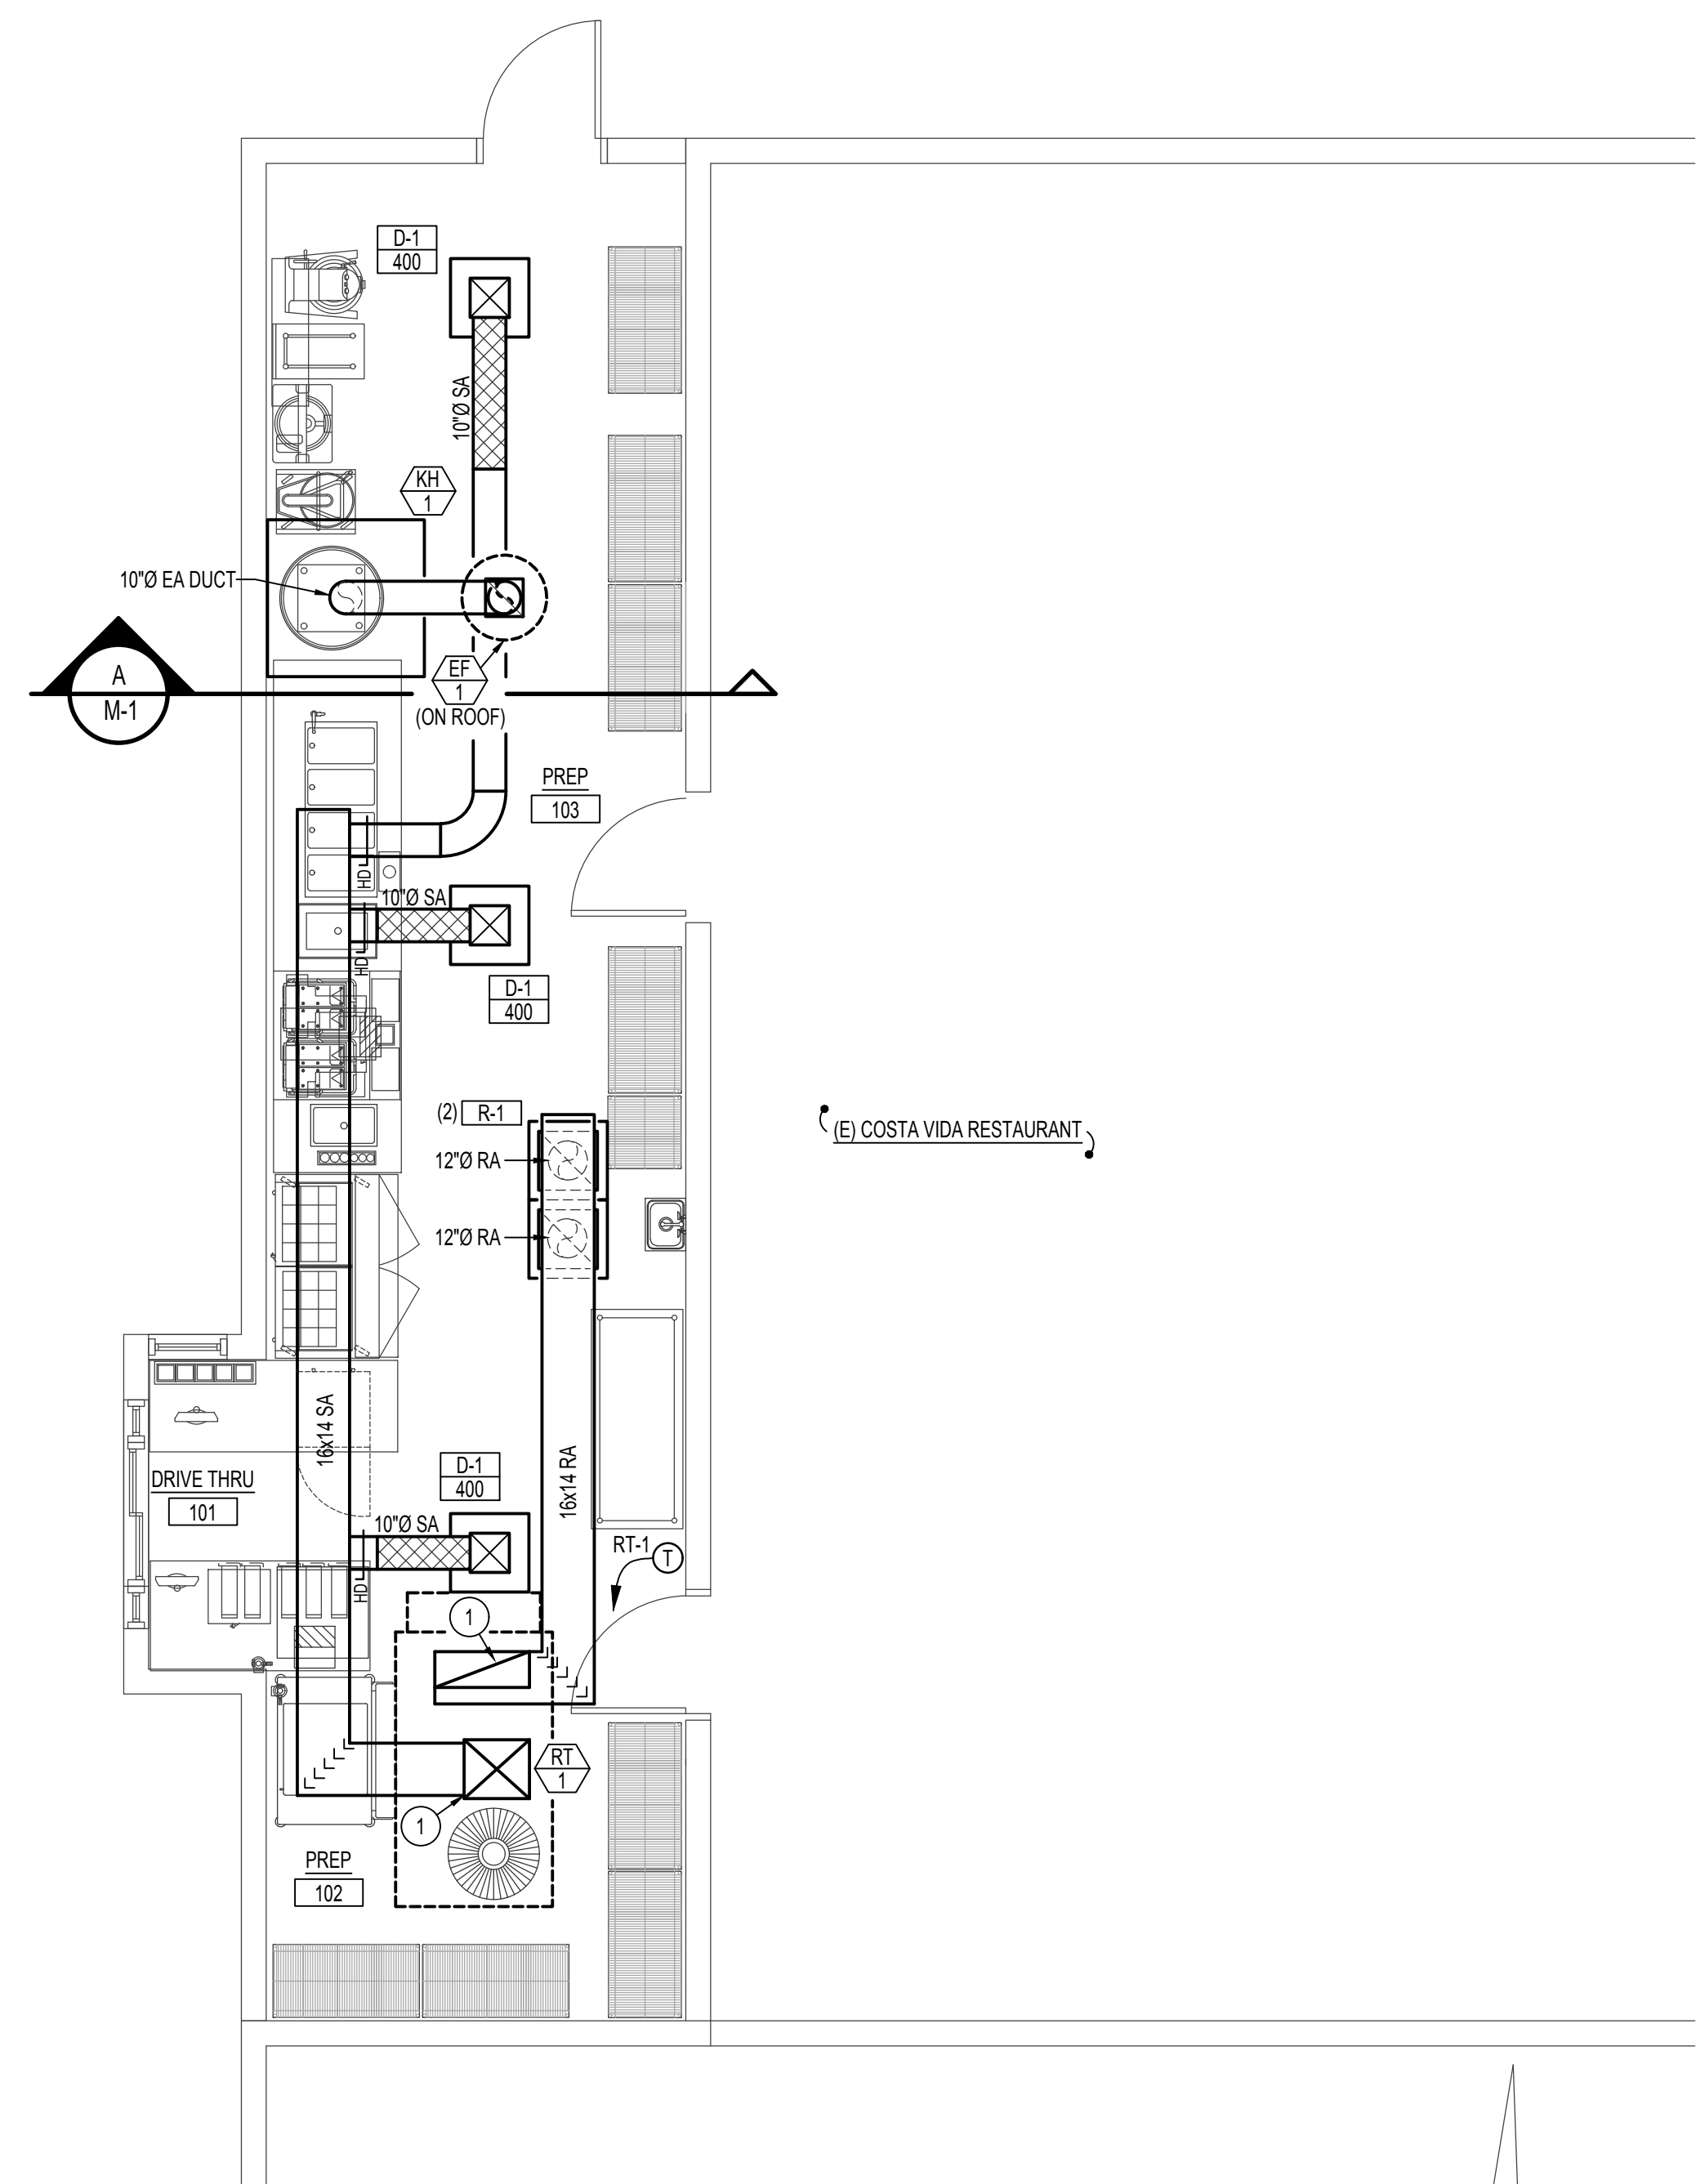 D-1
400
10"Ø SA
KH
1
10"Ø EA DUCT
EF
1
(ON ROOF)
A
M-1
PREP
103
HD
10"Ø SA
HD
D-1
400
(2) R-1
12"Ø RA
12"Ø RA
(E) COSTA VIDA RESTAURANT
16x14 SA
16x14 RA
D-1
400
DRIVE THRU
101
10"Ø SA
HD
RT-1
T
1
RT
1
1
PREP
102